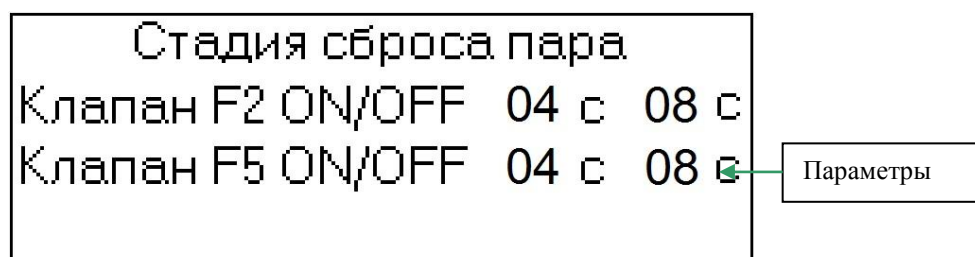 Стадия сброса пара
Клапан F2 ON/OFF 04 с 08 с
Клапан F5 ON/OFF 04 с 08 с
Параметры